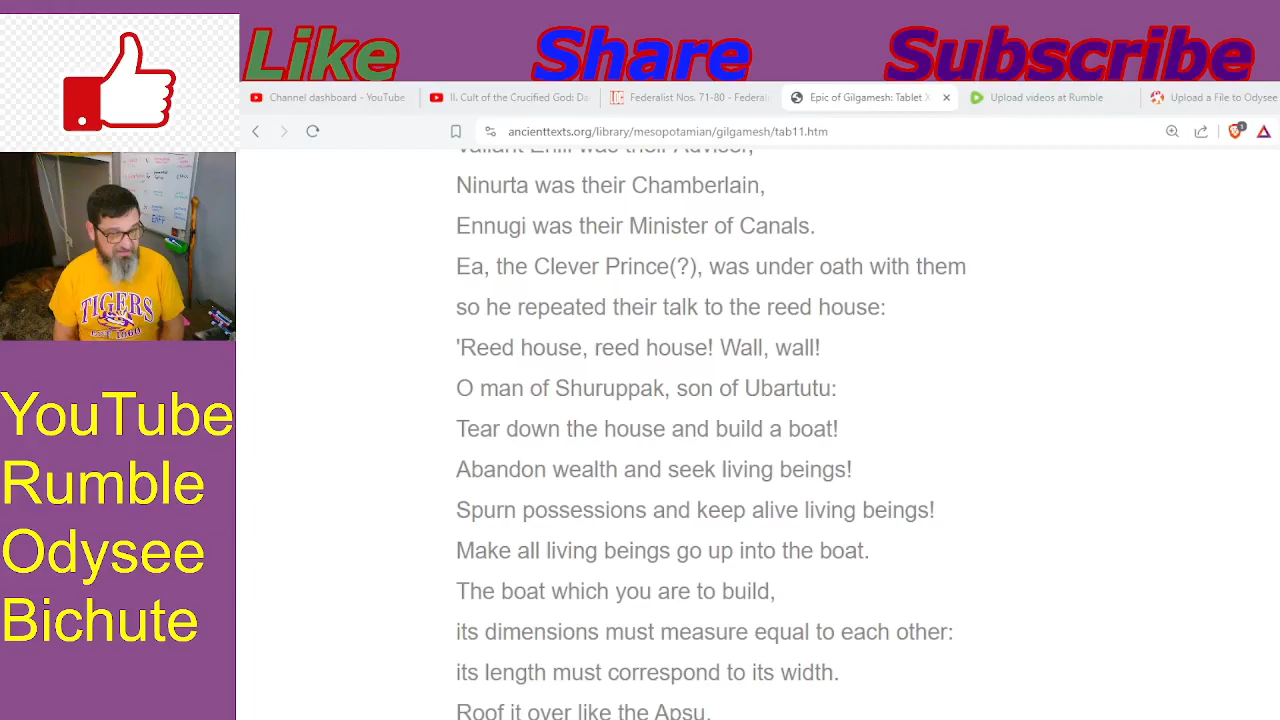 Like Share Subscribe
Channel dashboard - YouTube
II. Cult of the Crucified God: Da
Federalist Nos. 71-80 - Federal
Epic of Gilgamesh: Tablet X
Upload videos at Rumble
Upload a File to Odysee
ancienttexts.org/library/mesopotamian/gilgamesh/tab11.htm
Valiant Enlil was their Advisor,
Ninurta was their Chamberlain,
Ennugi was their Minister of Canals.
Ea, the Clever Prince(?), was under oath with them
so he repeated their talk to the reed house:
'Reed house, reed house! Wall, wall!
O man of Shuruppak, son of Ubartutu:
Tear down the house and build a boat!
Abandon wealth and seek living beings!
Spurn possessions and keep alive living beings!
Make all living beings go up into the boat.
The boat which you are to build,
its dimensions must measure equal to each other:
its length must correspond to its width.
Roof it over like the Apsu.
TIGERS
YouTube
Rumble
Odysee
Bichute